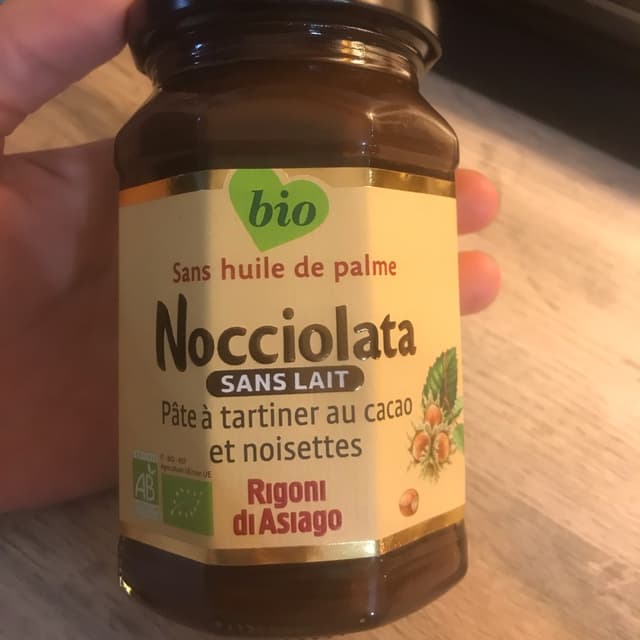 bio
Sans huile de palme
Nocciolata
SANS LAIT
Pâte à tartiner au cacao
et noisettes
AB
Rigoni
di Asiago